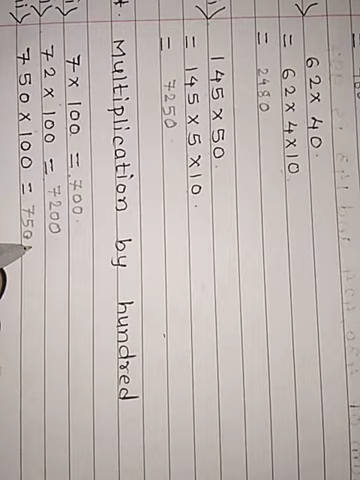 62 × 40.
= 62 × 4 × 10
= 2480
145 × 50.
= 145 × 5 × 10.
= 7250.
Multiplication by hundred
7 × 100 = 700.
72 × 100 = 7200
750 × 100 = 750